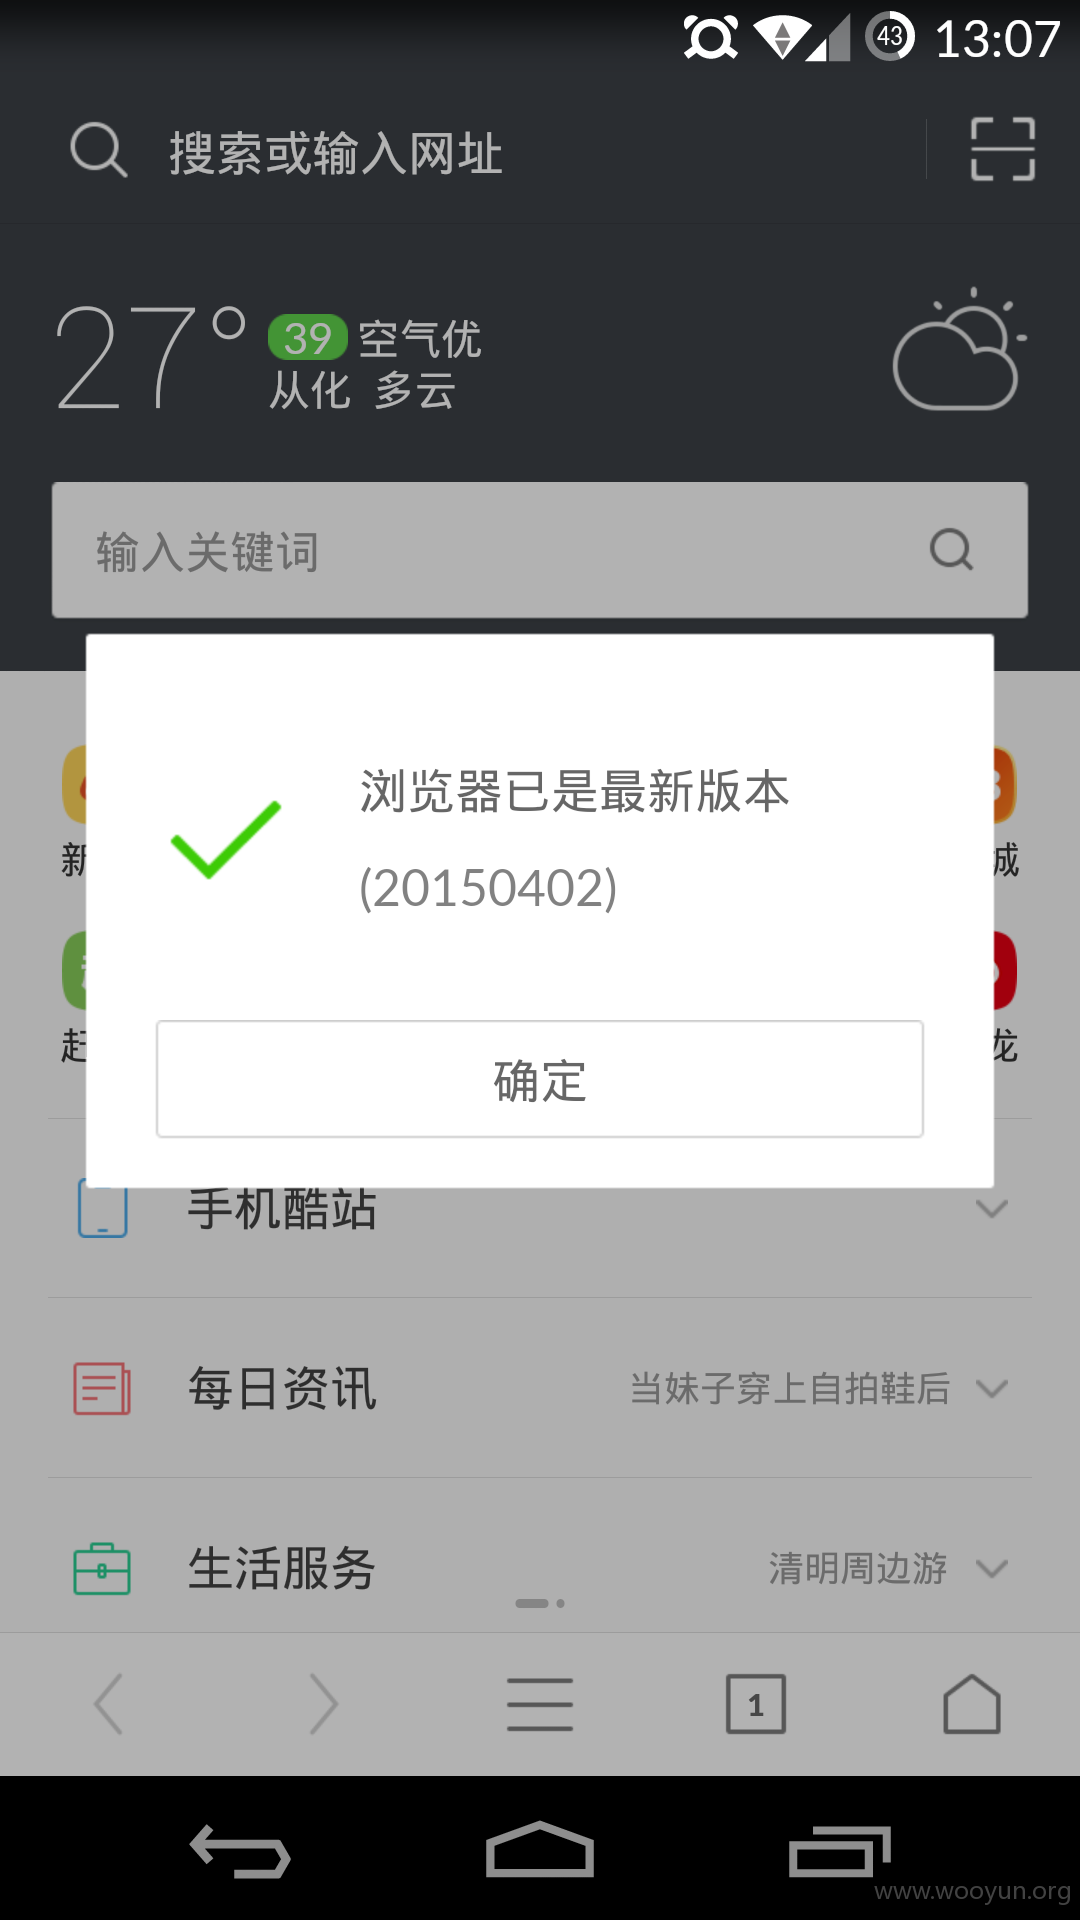 43 13:07
搜索或输入网址
27° 39 空气优
从化 多云
输入关键词
浏览器已是最新版本
(20150402)
新 城
确定
赶 龙
手机酷站
每日资讯 当妹子穿上自拍鞋后
生活服务 清明周边游
1
www.wooyun.org